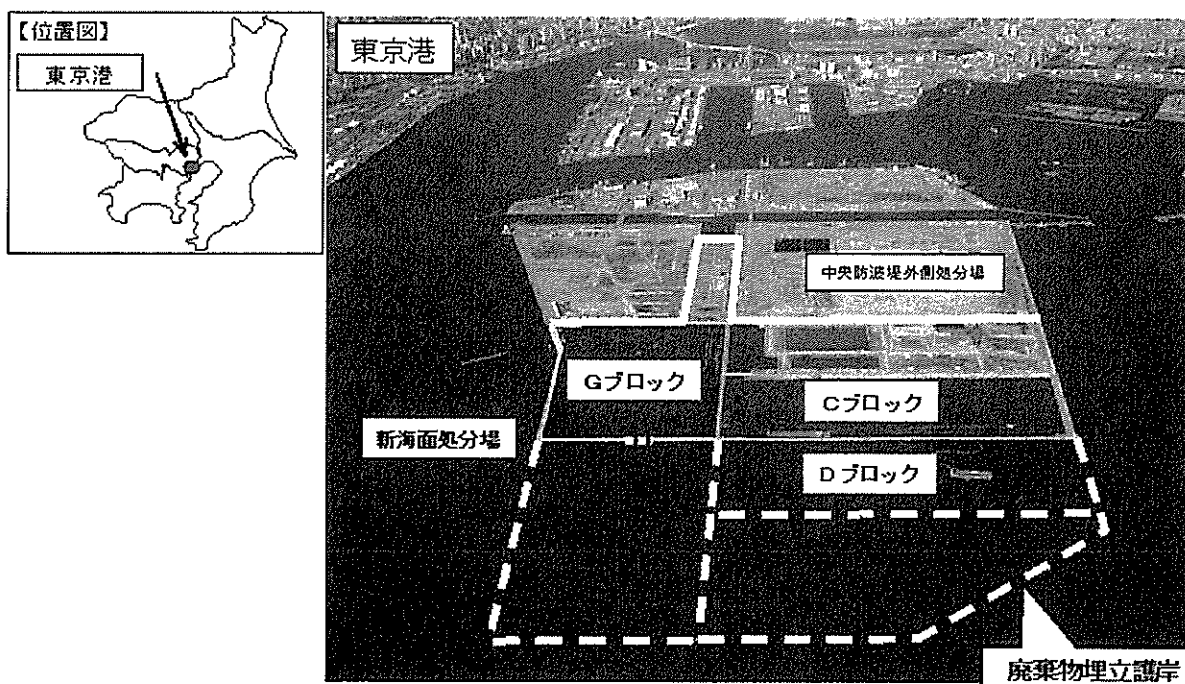 【位置図】
東京港
東京港
中央防波堤外側処分場
Gブロック
Cブロック
新海面処分場
Dブロック
廃棄物埋立護岸